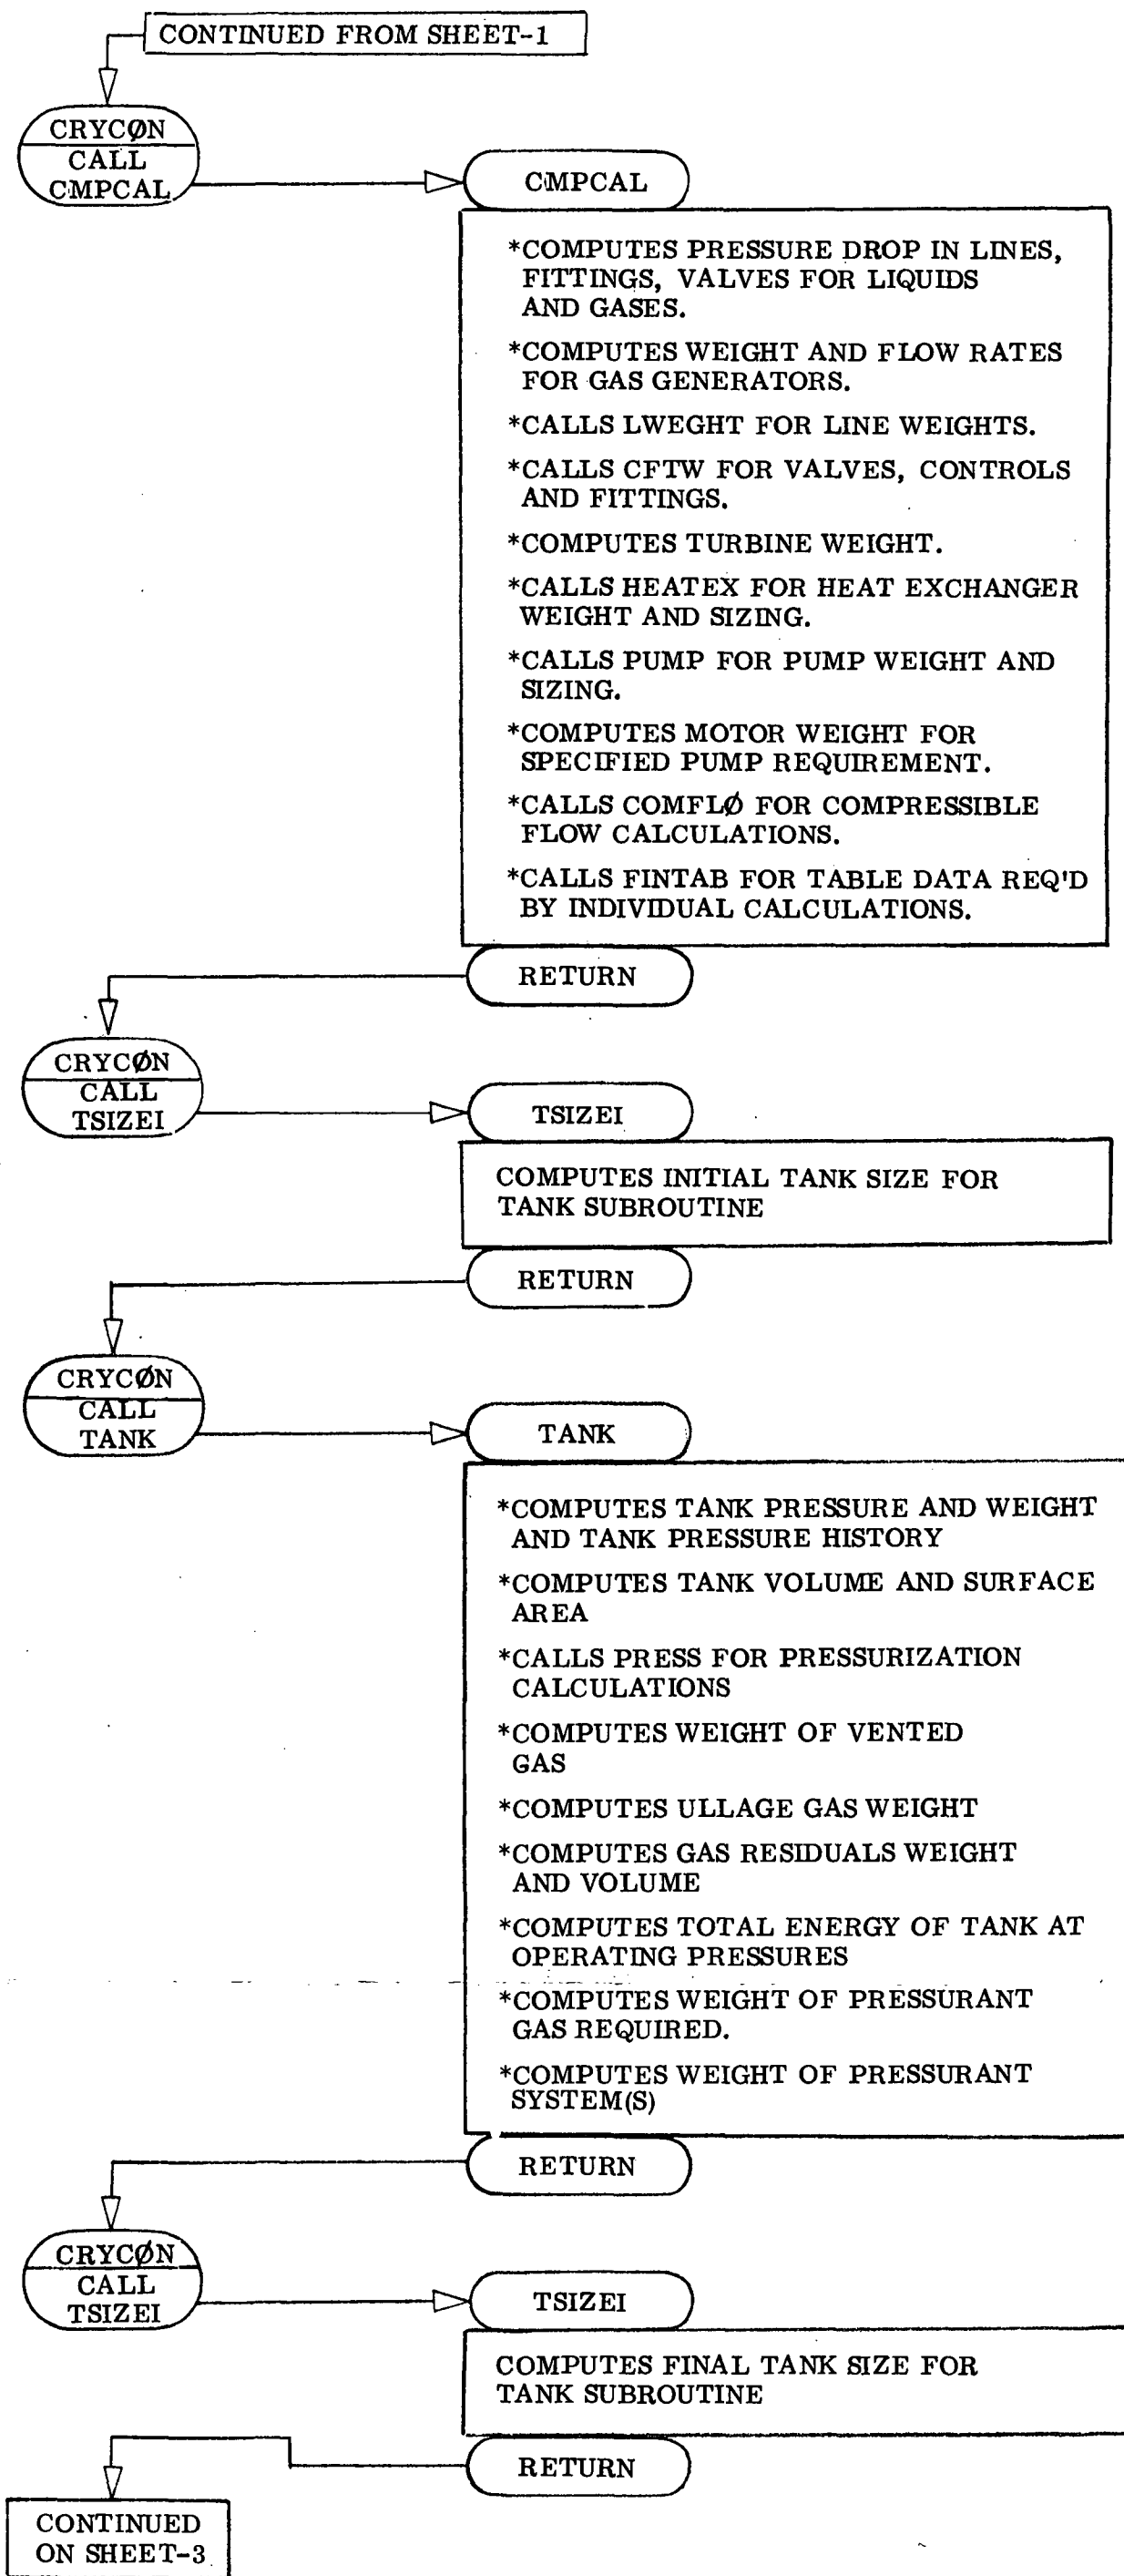 CONTINUED FROM SHEET-1
CRYCØN
CALL
CMPCAL
CMPCAL
*COMPUTES PRESSURE DROP IN LINES,
FITTINGS, VALVES FOR LIQUIDS
AND GASES.
*COMPUTES WEIGHT AND FLOW RATES
FOR GAS GENERATORS.
*CALLS LWEGHT FOR LINE WEIGHTS.
*CALLS CFTW FOR VALVES, CONTROLS
AND FITTINGS.
*COMPUTES TURBINE WEIGHT.
*CALLS HEATEX FOR HEAT EXCHANGER
WEIGHT AND SIZING.
*CALLS PUMP FOR PUMP WEIGHT AND
SIZING.
*COMPUTES MOTOR WEIGHT FOR
SPECIFIED PUMP REQUIREMENT.
*CALLS COMFLØ FOR COMPRESSIBLE
FLOW CALCULATIONS.
*CALLS FINTAB FOR TABLE DATA REQ'D
BY INDIVIDUAL CALCULATIONS.
RETURN
CRYCØN
CALL
TSIZEI
TSIZEI
COMPUTES INITIAL TANK SIZE FOR
TANK SUBROUTINE
RETURN
CRYCØN
CALL
TANK
TANK
*COMPUTES TANK PRESSURE AND WEIGHT
AND TANK PRESSURE HISTORY
*COMPUTES TANK VOLUME AND SURFACE
AREA
*CALLS PRESS FOR PRESSURIZATION
CALCULATIONS
*COMPUTES WEIGHT OF VENTED
GAS
*COMPUTES ULLAGE GAS WEIGHT
*COMPUTES GAS RESIDUALS WEIGHT
AND VOLUME
*COMPUTES TOTAL ENERGY OF TANK AT
OPERATING PRESSURES
*COMPUTES WEIGHT OF PRESSURANT
GAS REQUIRED.
*COMPUTES WEIGHT OF PRESSURANT
SYSTEM(S)
RETURN
CRYCØN
CALL
TSIZEI
TSIZEI
COMPUTES FINAL TANK SIZE FOR
TANK SUBROUTINE
RETURN
CONTINUED
ON SHEET-3